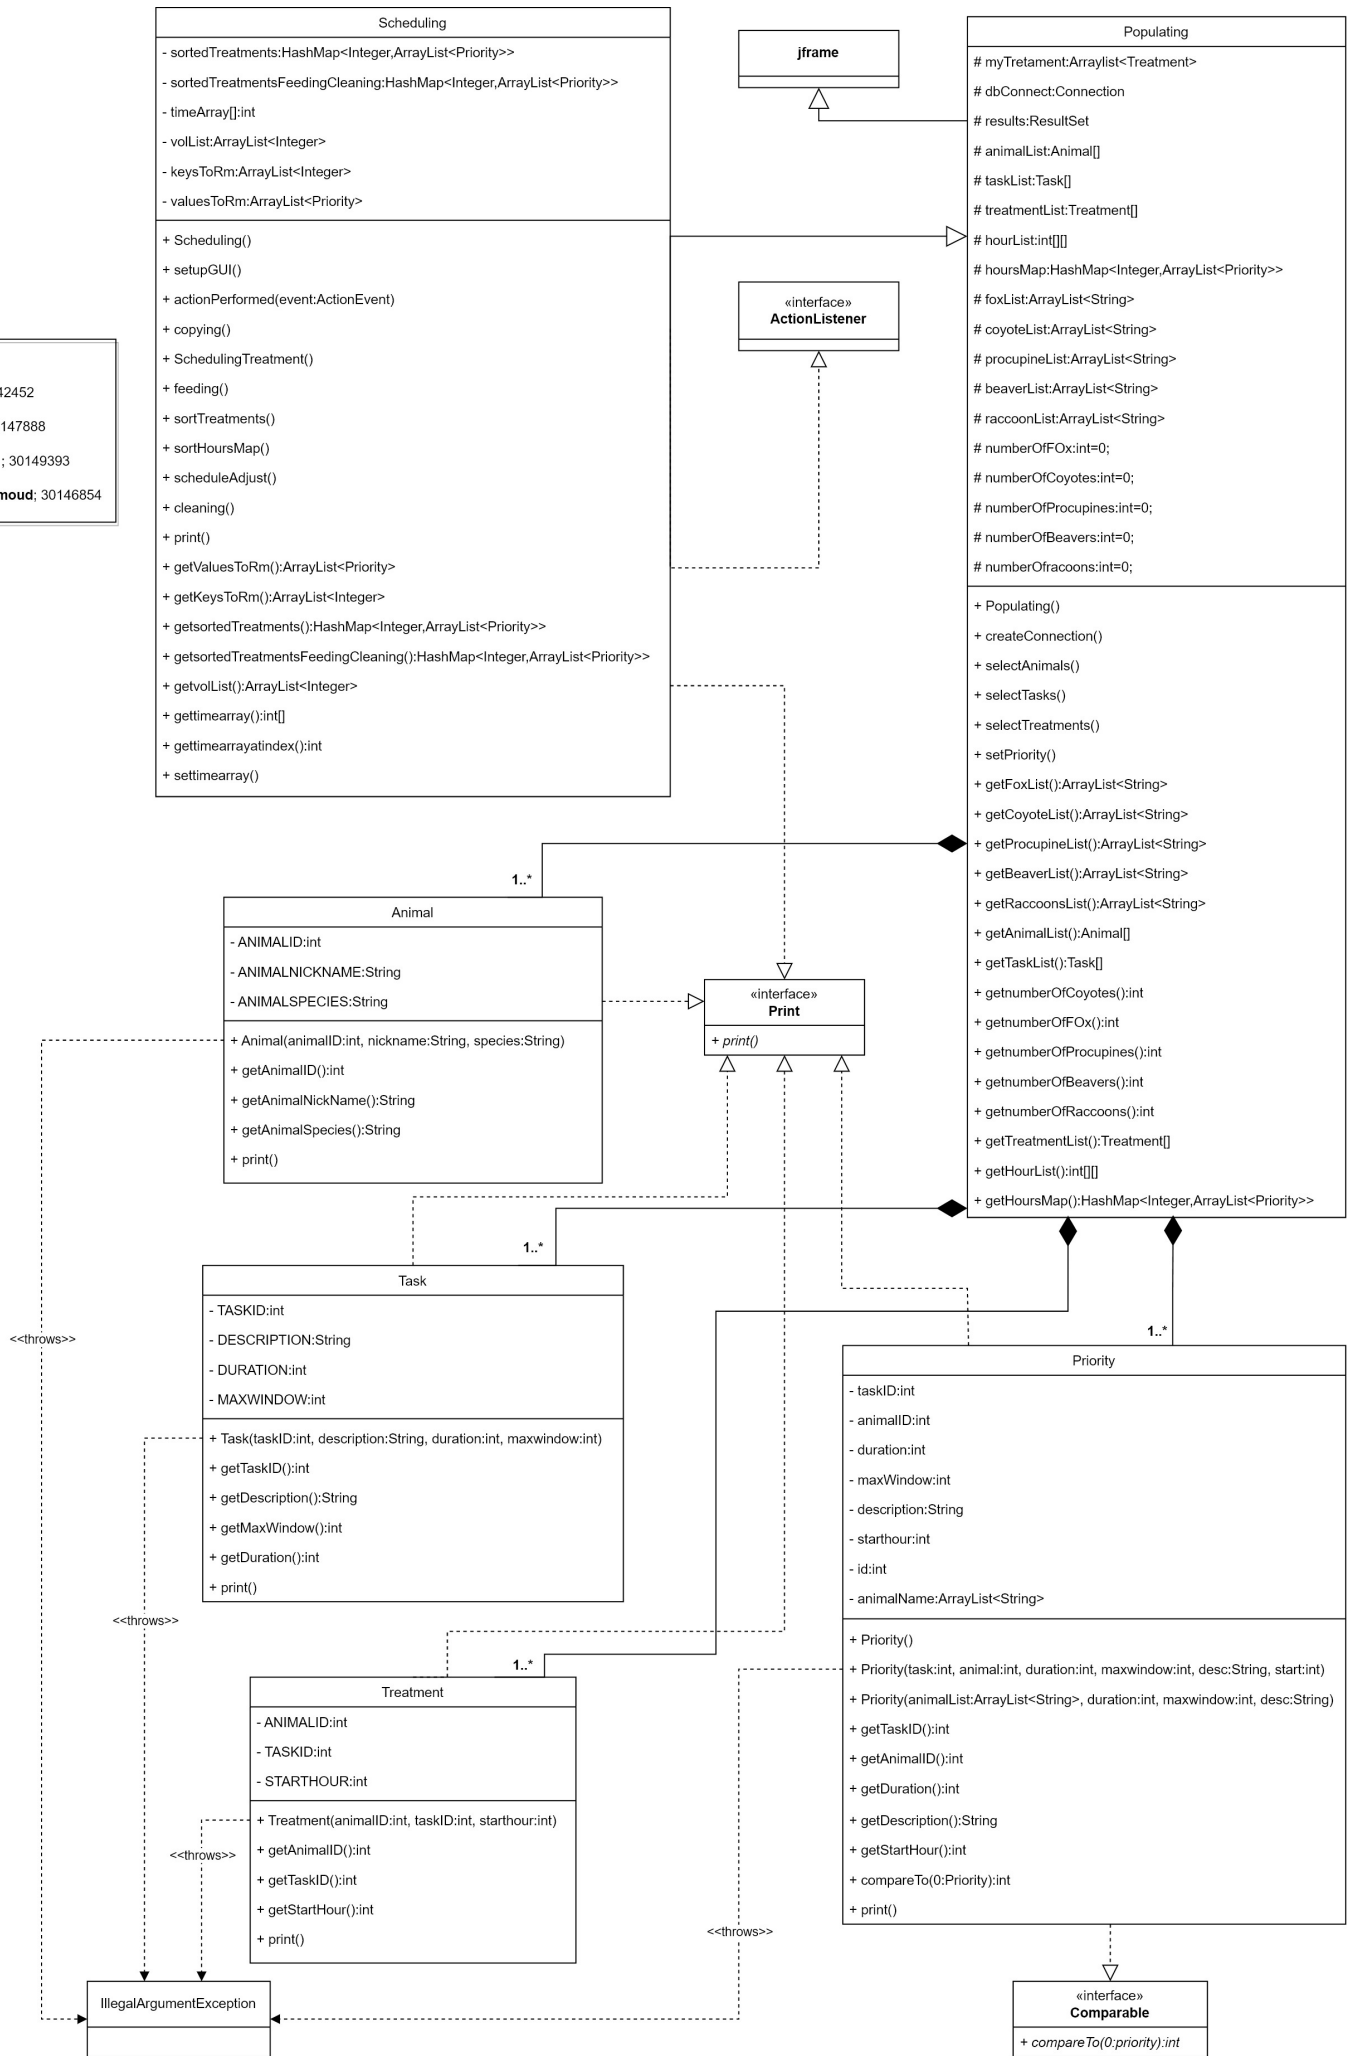 Scheduling
- sortedTreatments:HashMap<Integer,ArrayList<Priority>>
- sortedTreatmentsFeedingCleaning:HashMap<Integer,ArrayList<Priority>>
- timeArray[]:int
- volList:ArrayList<Integer>
- keysToRm:ArrayList<Integer>
- valuesToRm:ArrayList<Priority>
+ Scheduling()
+ setupGUI()
+ actionPerformed(event:ActionEvent)
+ copying()
+ SchedulingTreatment()
+ feeding()
+ sortTreatments()
+ sortHoursMap()
+ scheduleAdjust()
+ cleaning()
+ print()
+ getValuesToRm():ArrayList<Priority>
+ getKeysToRm():ArrayList<Integer>
+ getsortedTreatments():HashMap<Integer,ArrayList<Priority>>
+ getsortedTreatmentsFeedingCleaning():HashMap<Integer,ArrayList<Priority>>
+ getvolList():ArrayList<Integer>
+ gettimearray():int[]
+ gettimearrayatindex():int
+ settimearray()
jframe
«interface»
ActionListener
Populating
# myTretament:Arraylist<Treatment>
# dbConnect:Connection
# results:ResultSet
# animalList:Animal[]
# taskList:Task[]
# treatmentList:Treatment[]
# hourList:int[][]
# hoursMap:HashMap<Integer,ArrayList<Priority>>
# foxList:ArrayList<String>
# coyoteList:ArrayList<String>
# procupineList:ArrayList<String>
# beaverList:ArrayList<String>
# raccoonList:ArrayList<String>
# numberOfFOx:int=0;
# numberOfCoyotes:int=0;
# numberOfProcupines:int=0;
# numberOfBeavers:int=0;
# numberOfracoons:int=0;
+ Populating()
+ createConnection()
+ selectAnimals()
+ selectTasks()
+ selectTreatments()
+ setPriority()
+ getFoxList():ArrayList<String>
+ getCoyoteList():ArrayList<String>
+ getProcupineList():ArrayList<String>
+ getBeaverList():ArrayList<String>
+ getRaccoonsList():ArrayList<String>
+ getAnimalList():Animal[]
+ getTaskList():Task[]
+ getnumberOfCoyotes():int
+ getnumberOfFOx():int
+ getnumberOfProcupines():int
+ getnumberOfBeavers():int
+ getnumberOfRaccoons():int
+ getTreatmentList():Treatment[]
+ getHourList():int[][]
+ getHoursMap():HashMap<Integer,ArrayList<Priority>>
42452
147888
; 30149393
moud; 30146854
1..*
Animal
- ANIMALID:int
- ANIMALNICKNAME:String
- ANIMALSPECIES:String
+ Animal(animalID:int, nickname:String, species:String)
+ getAnimalID():int
+ getAnimalNickName():String
+ getAnimalSpecies():String
+ print()
«interface»
Print
+ print()
1..*
Task
- TASKID:int
- DESCRIPTION:String
- DURATION:int
- MAXWINDOW:int
+ Task(taskID:int, description:String, duration:int, maxwindow:int)
+ getTaskID():int
+ getDescription():String
+ getMaxWindow():int
+ getDuration():int
+ print()
<<throws>>
<<throws>>
1..*
Priority
- taskID:int
- animalID:int
- duration:int
- maxWindow:int
- description:String
- starthour:int
- id:int
- animalName:ArrayList<String>
+ Priority()
+ Priority(task:int, animal:int, duration:int, maxwindow:int, desc:String, start:int)
+ Priority(animalList:ArrayList<String>, duration:int, maxwindow:int, desc:String)
+ getTaskID():int
+ getAnimalID():int
+ getDuration():int
+ getDescription():String
+ getStartHour():int
+ compareTo(0:Priority):int
+ print()
1..*
Treatment
- ANIMALID:int
- TASKID:int
- STARTHOUR:int
+ Treatment(animalID:int, taskID:int, starthour:int)
+ getAnimalID():int
+ getTaskID():int
+ getStartHour():int
+ print()
<<throws>>
<<throws>>
IllegalArgumentException
«interface»
Comparable
+ compareTo(0:priority):int